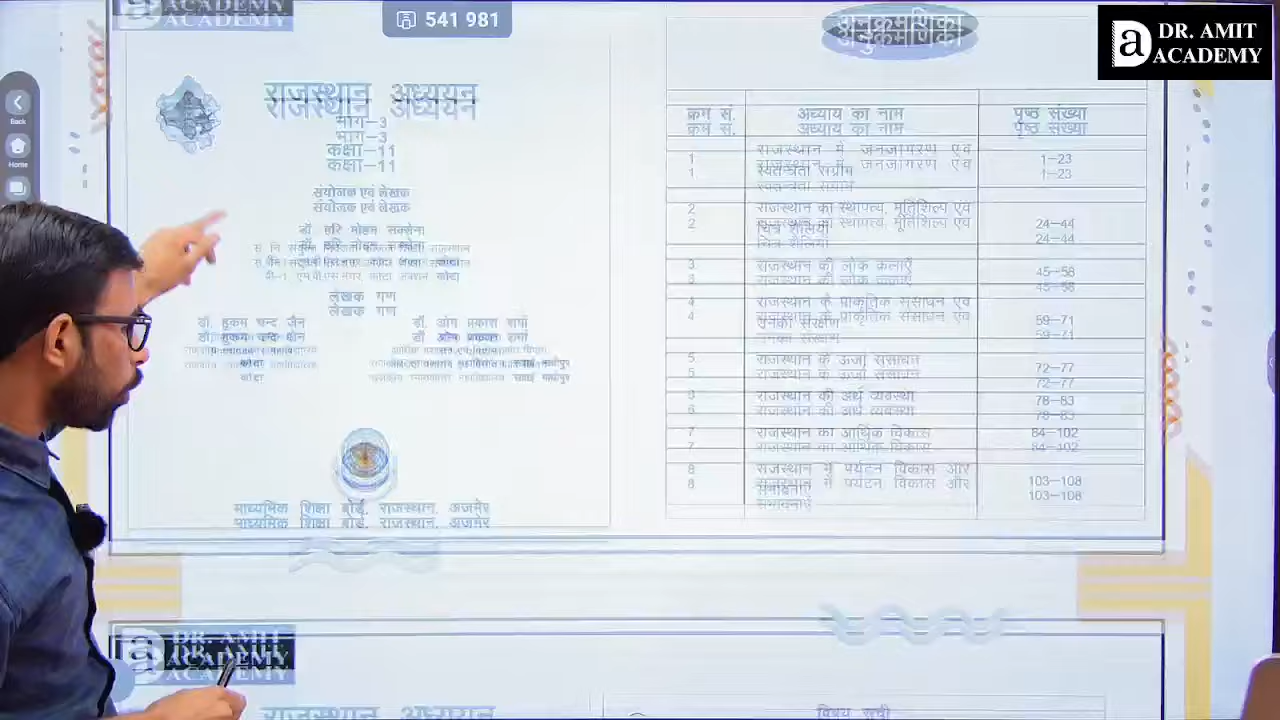 ACADEMY
541 981
DR. AMIT
ACADEMY
Back
Home
राजस्थान अध्ययन
भाग-3
कक्षा-11
संयोजक एवं लेखक
डॉ. हरि मोहन सक्सेना
लेखक गण
डॉ. हुकम चन्द जैन
डॉ. ओम प्रकाश शर्मा
कोटा
माध्यमिक शिक्षा बोर्ड, राजस्थान, अजमेर
अनुक्रमणिका
क्रम सं. अध्याय का नाम पृष्ठ संख्या
1 राजस्थान में जनजागरण एवं
स्वतन्त्रता संग्राम 1-23
2 राजस्थान का स्थापत्य, मूर्तिशिल्प एवं
चित्र शैलियाँ 24-44
3 राजस्थान की लोक कलाएँ 45-58
4 राजस्थान के प्राकृतिक संसाधन एवं
उनका संरक्षण 59-71
5 राजस्थान के ऊर्जा संसाधन 72-77
6 राजस्थान की अर्थ व्यवस्था 78-83
7 राजस्थान का आर्थिक विकास 84-102
8 राजस्थान में पर्यटन विकास और
संभावनाएं 103-108
DR. AMIT
ACADEMY
राजस्थान अध्ययन
विषय सूची